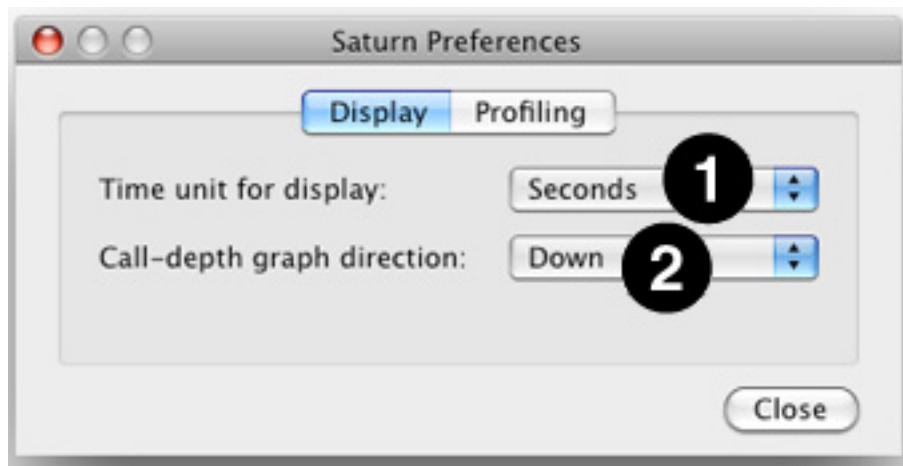 Saturn Preferences
Display Profiling
Time unit for display: Seconds 1
Call-depth graph direction: Down 2
Close